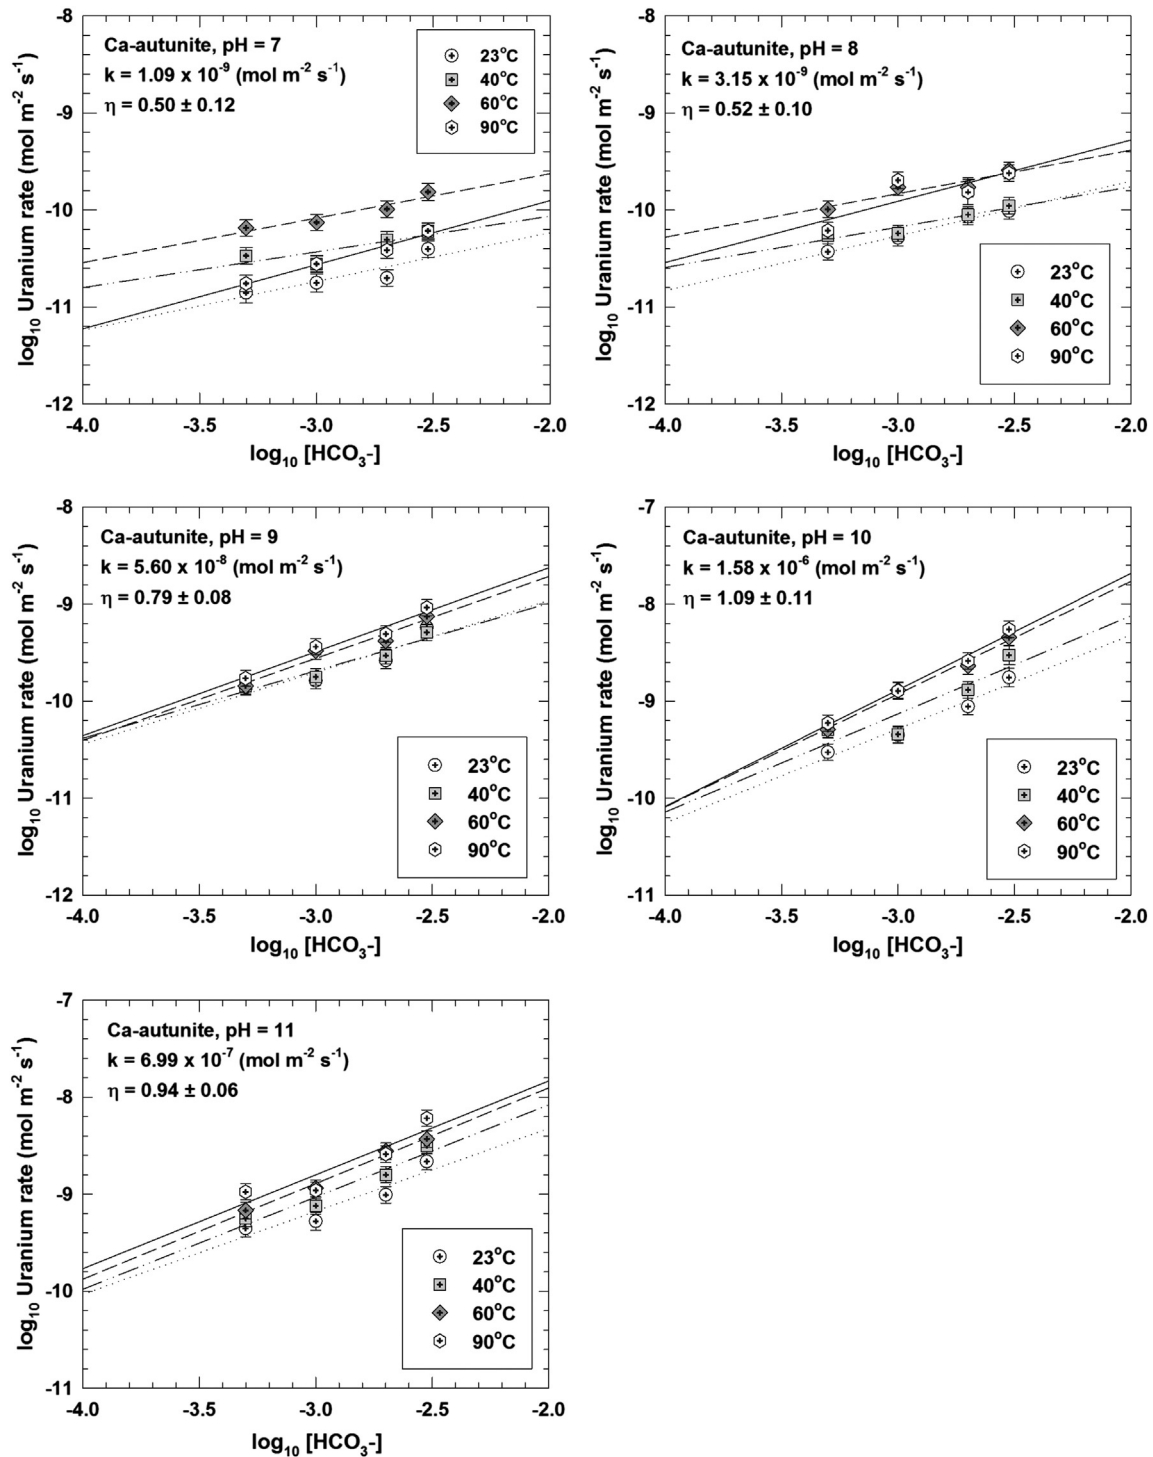 Ca-autunite, pH = 7
k = 1.09 x 10⁻⁹ (mol m⁻² s⁻¹)
η = 0.50 ± 0.12
23°C
40°C
60°C
90°C
log₁₀ Uranium rate (mol m⁻² s⁻¹)
-8
-9
-10
-11
-12
-4.0 -3.5 -3.0 -2.5 -2.0
log₁₀ [HCO₃-]
Ca-autunite, pH = 8
k = 3.15 x 10⁻⁹ (mol m⁻² s⁻¹)
η = 0.52 ± 0.10
23°C
40°C
60°C
90°C
log₁₀ Uranium rate (mol m⁻² s⁻¹)
-8
-9
-10
-11
-12
-4.0 -3.5 -3.0 -2.5 -2.0
log₁₀ [HCO₃-]
Ca-autunite, pH = 9
k = 5.60 x 10⁻⁸ (mol m⁻² s⁻¹)
η = 0.79 ± 0.08
23°C
40°C
60°C
90°C
log₁₀ Uranium rate (mol m⁻² s⁻¹)
-8
-9
-10
-11
-12
-4.0 -3.5 -3.0 -2.5 -2.0
log₁₀ [HCO₃-]
Ca-autunite, pH = 10
k = 1.58 x 10⁻⁶ (mol m⁻² s⁻¹)
η = 1.09 ± 0.11
23°C
40°C
60°C
90°C
log₁₀ Uranium rate (mol m⁻² s⁻¹)
-7
-8
-9
-10
-11
-4.0 -3.5 -3.0 -2.5 -2.0
log₁₀ [HCO₃-]
Ca-autunite, pH = 11
k = 6.99 x 10⁻⁷ (mol m⁻² s⁻¹)
η = 0.94 ± 0.06
23°C
40°C
60°C
90°C
log₁₀ Uranium rate (mol m⁻² s⁻¹)
-7
-8
-9
-10
-11
-4.0 -3.5 -3.0 -2.5 -2.0
log₁₀ [HCO₃-]